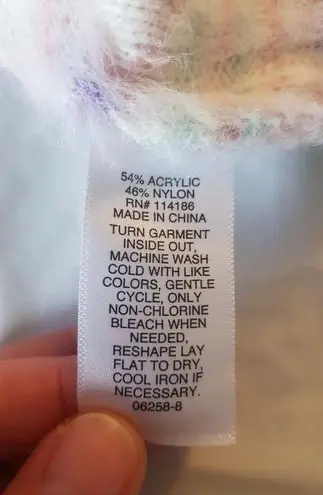 54% ACRYLIC
46% NYLON
RN# 114186
MADE IN CHINA
TURN GARMENT
INSIDE OUT,
MACHINE WASH
COLD WITH LIKE
COLORS, GENTLE
CYCLE, ONLY
NON-CHLORINE
BLEACH WHEN
NEEDED,
RESHAPE LAY
FLAT TO DRY,
COOL IRON IF
NECESSARY.
06258-8